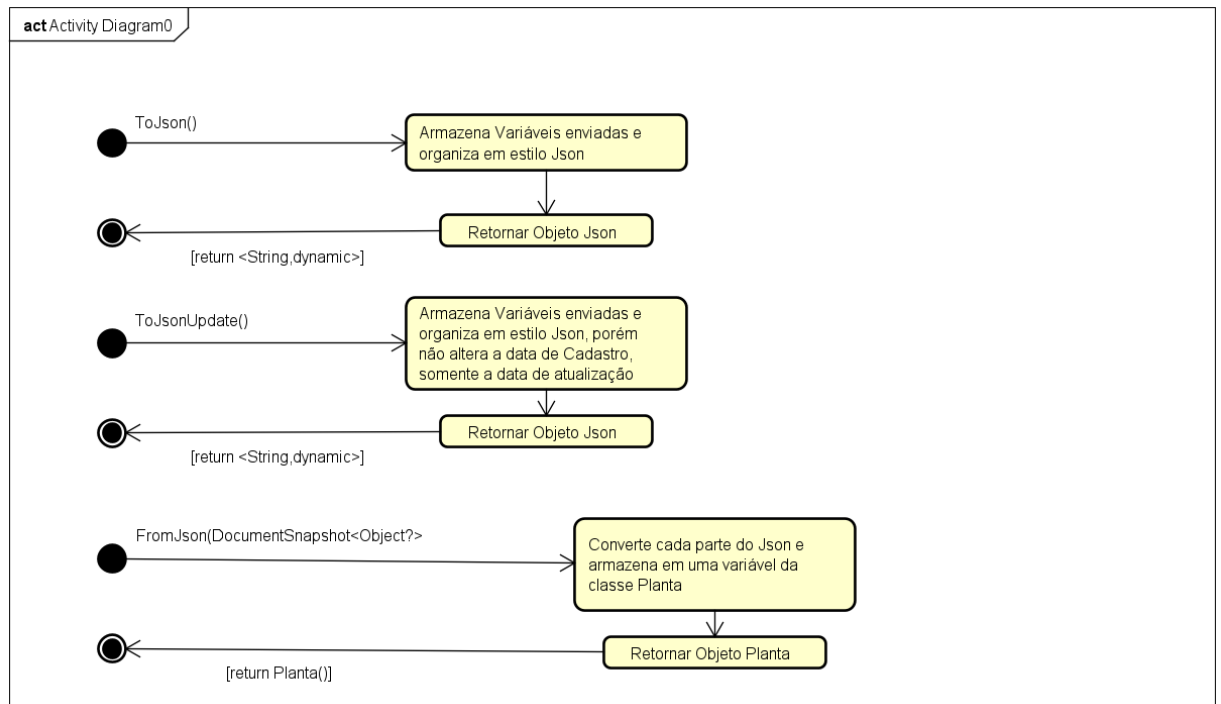 act Activity Diagram0
ToJson()
Armazena Variáveis enviadas e
organiza em estilo Json
Retornar Objeto Json
[return <String,dynamic>]
ToJsonUpdate()
Armazena Variáveis enviadas e
organiza em estilo Json, porém
não altera a data de Cadastro,
somente a data de atualização
Retornar Objeto Json
[return <String,dynamic>]
FromJson(DocumentSnapshot<Object?>
Converte cada parte do Json e
armazena em uma variável da
classe Planta
Retornar Objeto Planta
[return Planta()]